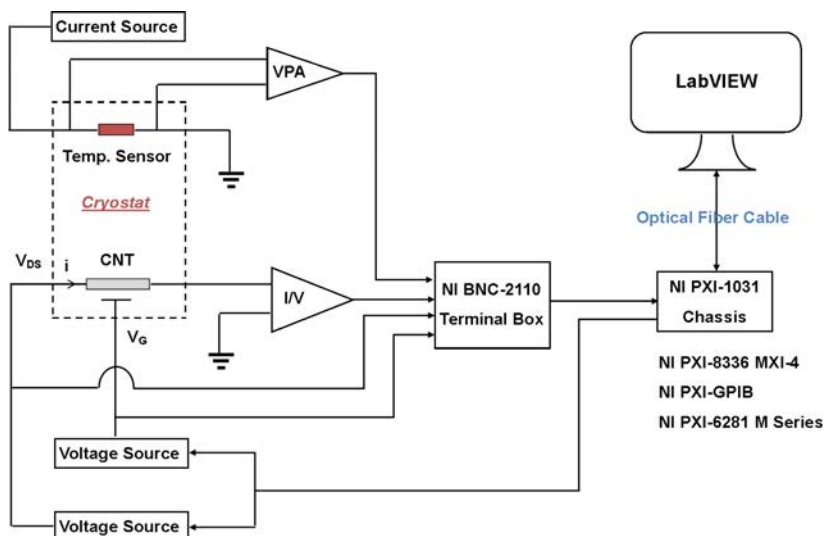 Current Source
VPA
LabVIEW
Temp. Sensor
Cryostat
Optical Fiber Cable
VDS
i
CNT
I/V
NI BNC-2110
Terminal Box
NI PXI-1031
Chassis
VG
NI PXI-8336 MXI-4
NI PXI-GPIB
NI PXI-6281 M Series
Voltage Source
Voltage Source